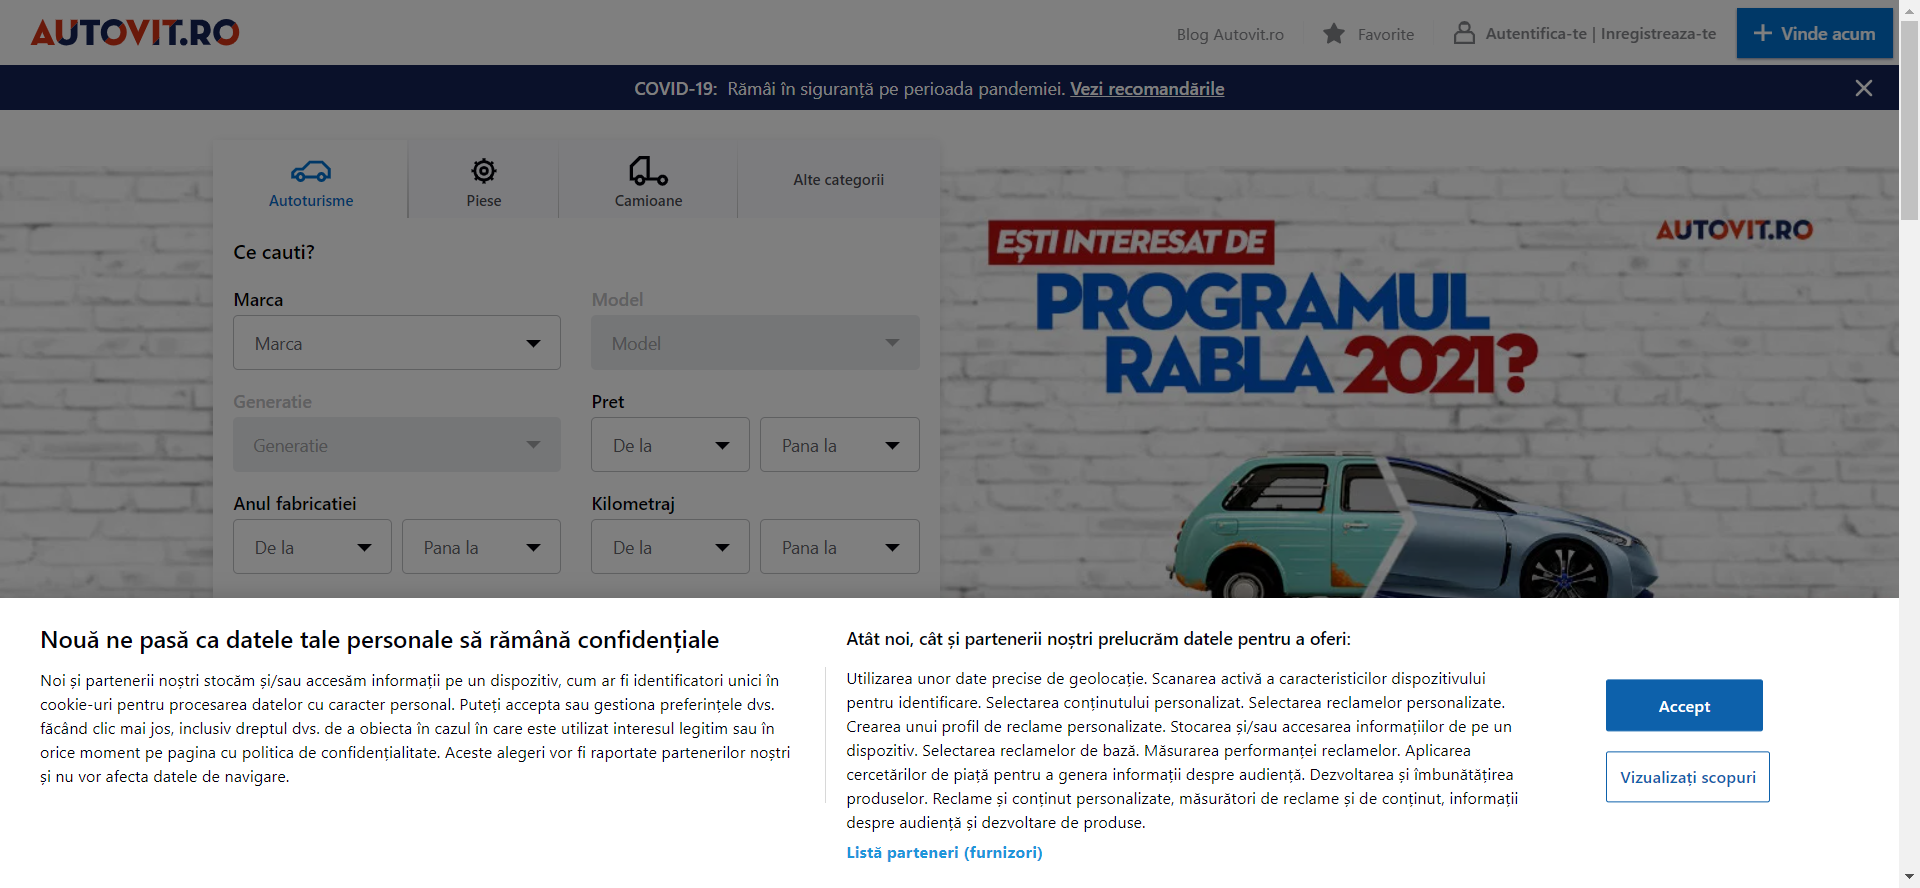 AUTOVIT.RO
Blog Autovit.ro
Favorite
Autentifica-te | Inregistreaza-te
Vinde acum
COVID-19: Rămâi în siguranță pe perioada pandemiei. Vezi recomandările
Autoturisme
Piese
Camioane
Alte categorii
Ce cauti?
Marca
Model
Marca
Model
Generatie
Pret
Generatie
De la
Pana la
Anul fabricatiei
Kilometraj
De la
Pana la
De la
Pana la
AUTOVIT.RO
EȘTI INTERESAT DE
PROGRAMUL
RABLA 2021?
Nouă ne pasă ca datele tale personale să rămână confidențiale
Noi și partenerii noștri stocăm și/sau accesăm informații pe un dispozitiv, cum ar fi identificatori unici în
cookie-uri pentru procesarea datelor cu caracter personal. Puteți accepta sau gestiona preferințele dvs.
făcând clic mai jos, inclusiv dreptul dvs. de a obiecta în cazul în care este utilizat interesul legitim sau în
orice moment pe pagina cu politica de confidențialitate. Aceste alegeri vor fi raportate partenerilor noștri
și nu vor afecta datele de navigare.
Atât noi, cât și partenerii noștri prelucrăm datele pentru a oferi:
Utilizarea unor date precise de geolocație. Scanarea activă a caracteristicilor dispozitivului
pentru identificare. Selectarea conținutului personalizat. Selectarea reclamelor personalizate.
Crearea unui profil de reclame personalizate. Stocarea și/sau accesarea informațiilor de pe un
dispozitiv. Selectarea reclamelor de bază. Măsurarea performanței reclamelor. Aplicarea
cercetărilor de piață pentru a genera informații despre audiență. Dezvoltarea și îmbunătățirea
produselor. Reclame și conținut personalizate, măsurători de reclame și de conținut, informații
despre audiență și dezvoltare de produse.
Listă parteneri (furnizori)
Accept
Vizualizați scopuri